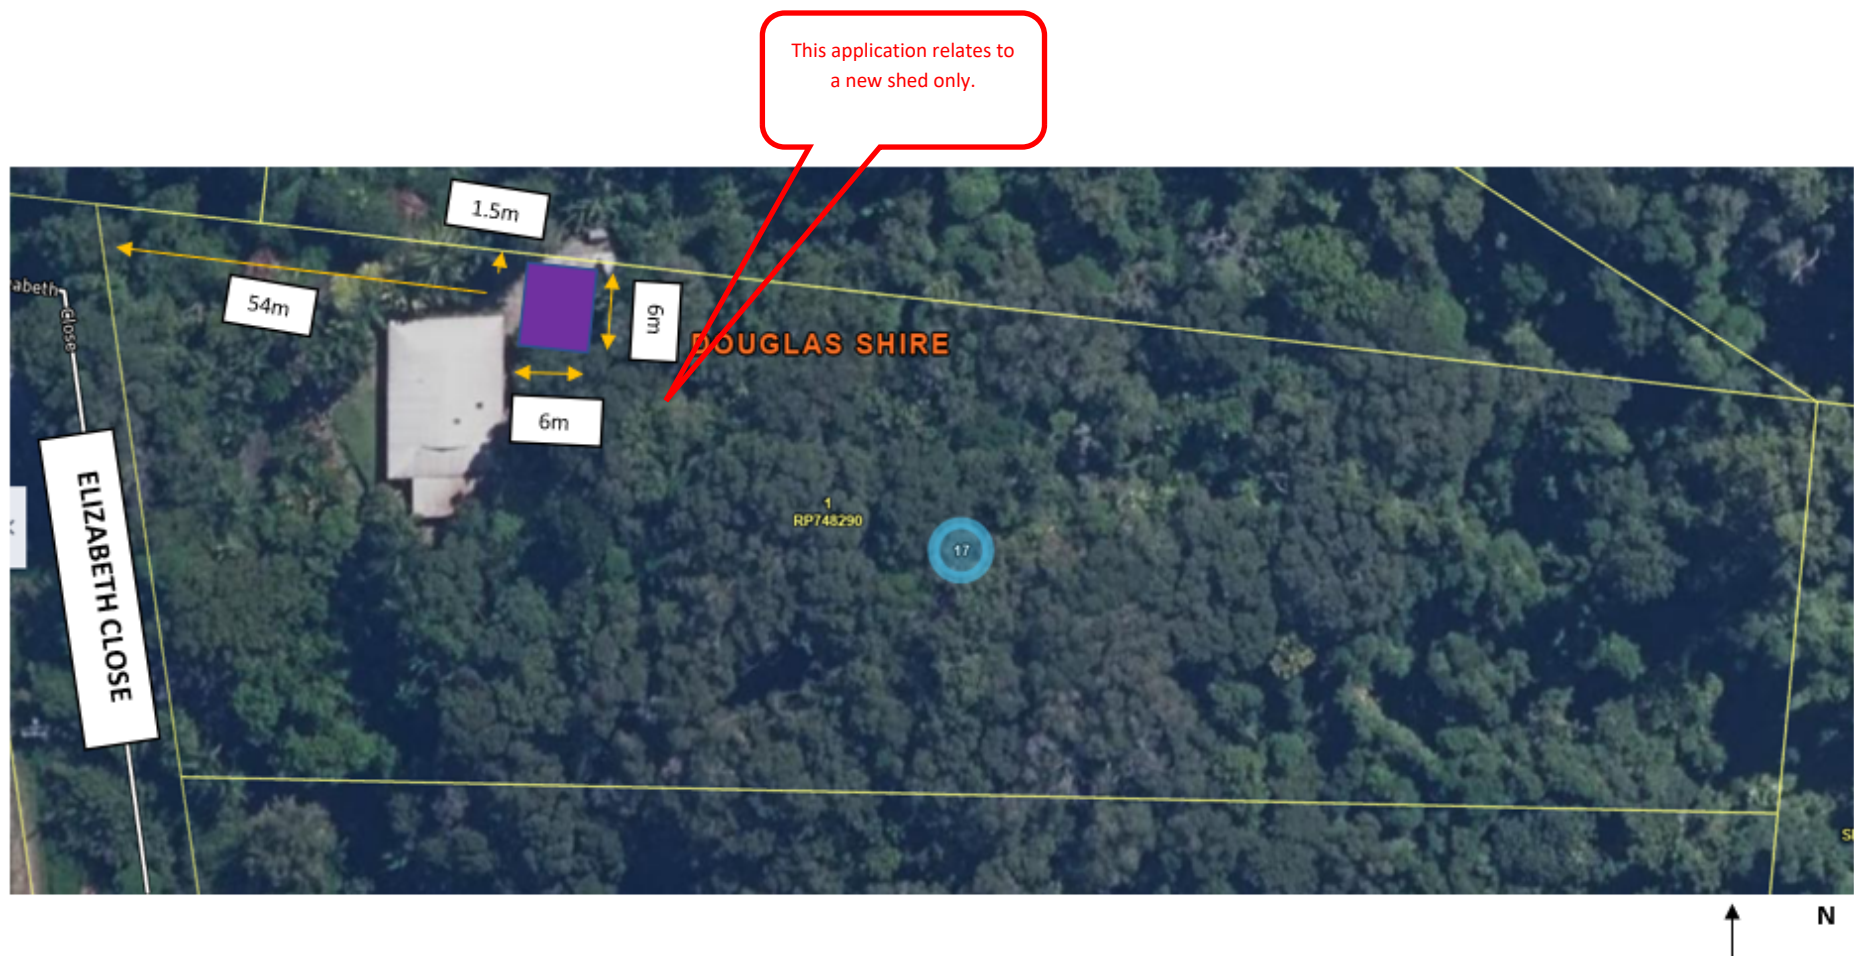 This application relates to
a new shed only.
1.5m
54m
6m
DOUGLAS SHIRE
6m
Close
ELIZABETH CLOSE
1
RP748290
17
N